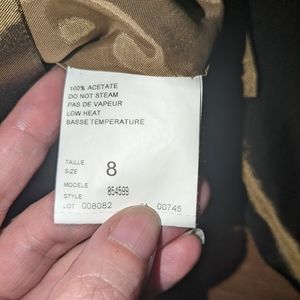 100% ACETATE
DO NOT STEAM
PAS DE VAPEUR
LOW HEAT
BASSE TEMPERATURE
TAILLE
SIZE 8
MODELE
STYLE 854599
LOT 008082 00745